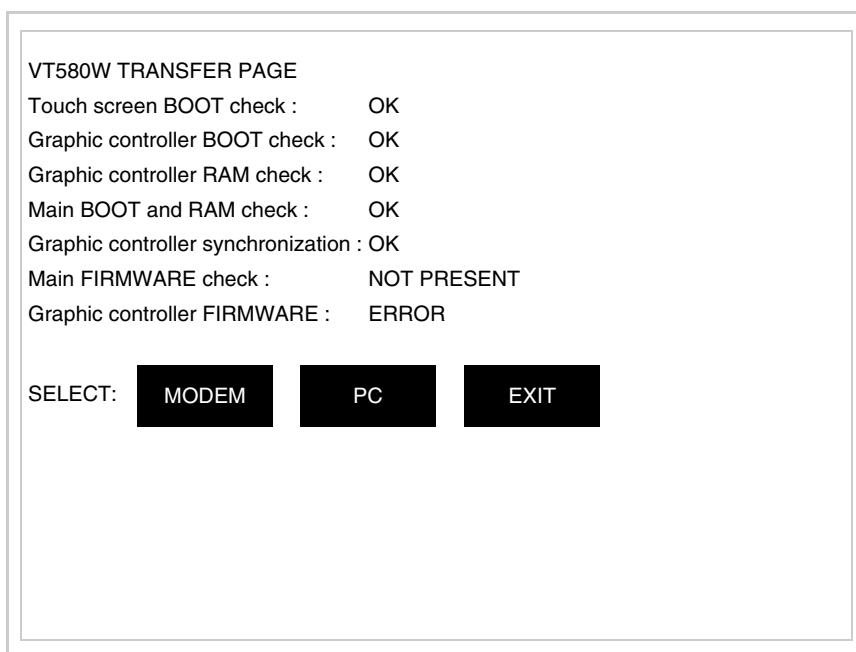 VT580W TRANSFER PAGE
Touch screen BOOT check : OK
Graphic controller BOOT check : OK
Graphic controller RAM check : OK
Main BOOT and RAM check : OK
Graphic controller synchronization : OK
Main FIRMWARE check : NOT PRESENT
Graphic controller FIRMWARE : ERROR
SELECT: MODEM PC EXIT